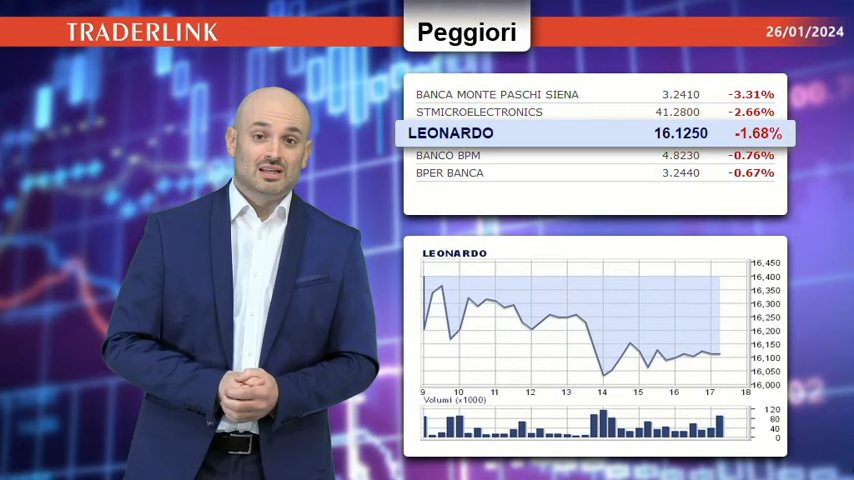 TRADERLINK
Peggiori
26/01/2024
BANCA MONTE PASCHI SIENA 3.2410 -3.31%
STMICROELECTRONICS 41.2800 -2.66%
LEONARDO 16.1250 -1.68%
BANCO BPM 4.8230 -0.76%
BPER BANCA 3.2440 -0.67%
LEONARDO
16,450
16,400
16,350
16,300
16,250
16,200
16,150
16,100
16,050
16,000
9 10 11 12 13 14 15 16 17 18
Volumi (x1000)
120
80
40
0